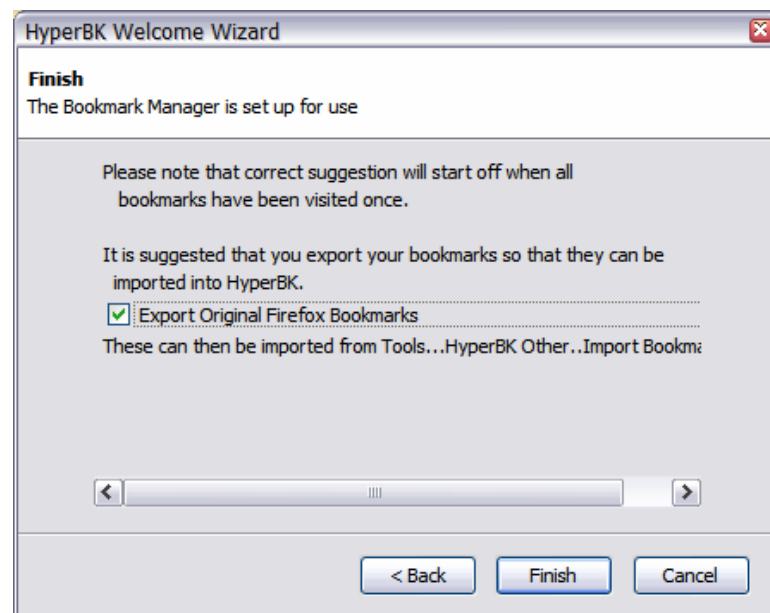 HyperBK Welcome Wizard
Finish
The Bookmark Manager is set up for use
Please note that correct suggestion will start off when all
bookmarks have been visited once.
It is suggested that you export your bookmarks so that they can be
imported into HyperBK.
Export Original Firefox Bookmarks
These can then be imported from Tools...HyperBK Other..Import Bookma
< Back
Finish
Cancel